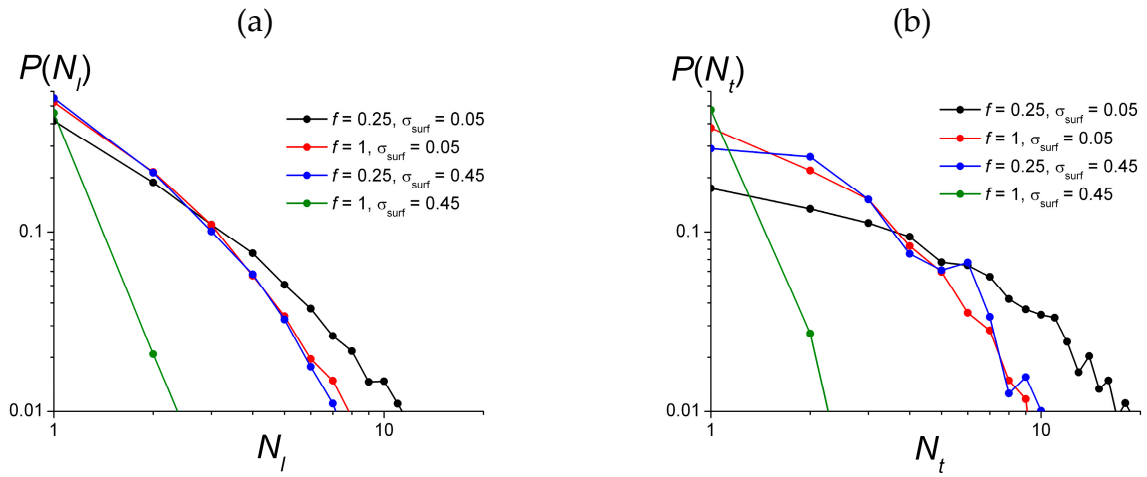 (a)
P(N_l)
f = 0.25, σ_surf = 0.05
f = 1, σ_surf = 0.05
f = 0.25, σ_surf = 0.45
f = 1, σ_surf = 0.45
0.1
0.01
1
10
N_l
(b)
P(N_t)
f = 0.25, σ_surf = 0.05
f = 1, σ_surf = 0.05
f = 0.25, σ_surf = 0.45
f = 1, σ_surf = 0.45
0.1
0.01
1
10
N_t